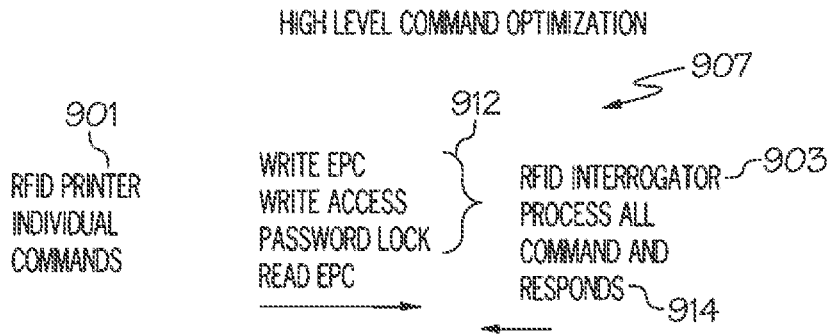 HIGH LEVEL COMMAND OPTIMIZATION
907
912
901
903
RFID PRINTER
INDIVIDUAL
COMMANDS
WRITE EPC
WRITE ACCESS
PASSWORD LOCK
READ EPC
RFID INTERROGATOR
PROCESS ALL
COMMAND AND
RESPONDS
914